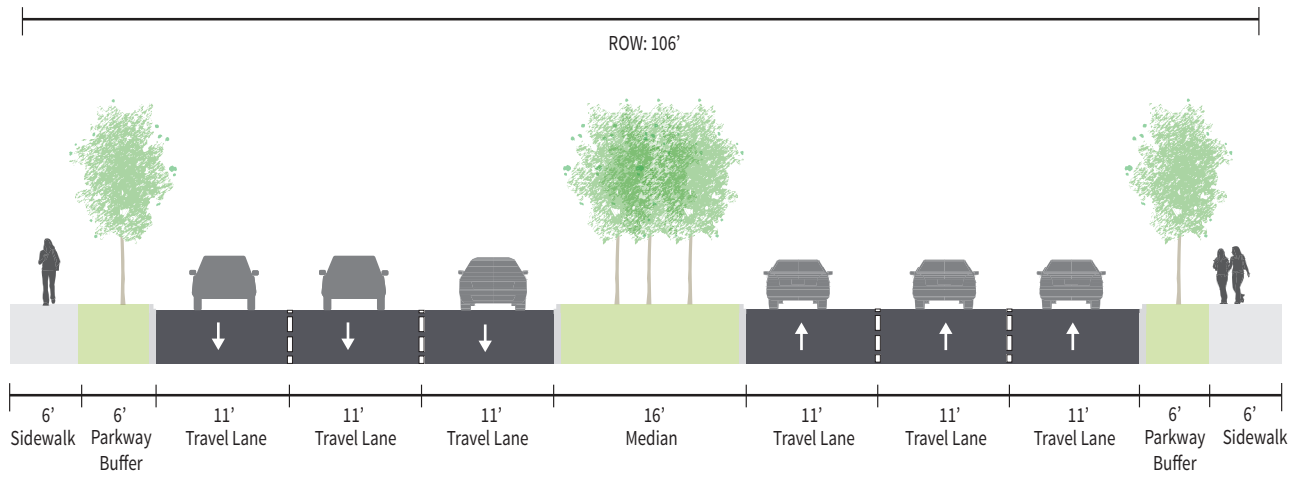 ROW: 106’
6’
Sidewalk
6’
Parkway
Buffer
11’
Travel Lane
11’
Travel Lane
11’
Travel Lane
16’
Median
11’
Travel Lane
11’
Travel Lane
11’
Travel Lane
6’
Parkway
Buffer
6’
Sidewalk